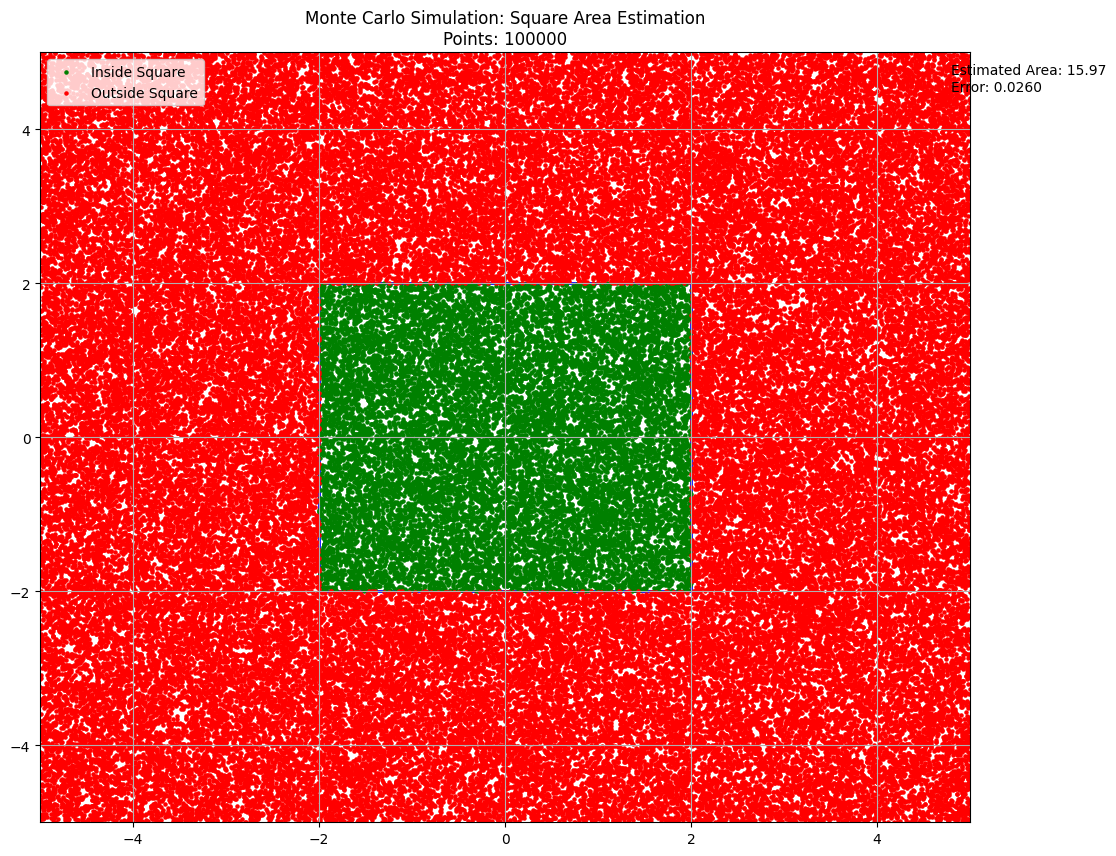 Monte Carlo Simulation: Square Area Estimation
Points: 100000
Inside Square
Outside Square
Estimated Area: 15.97
Error: 0.0260
4
2
0
−2
−4
−4
−2
0
2
4